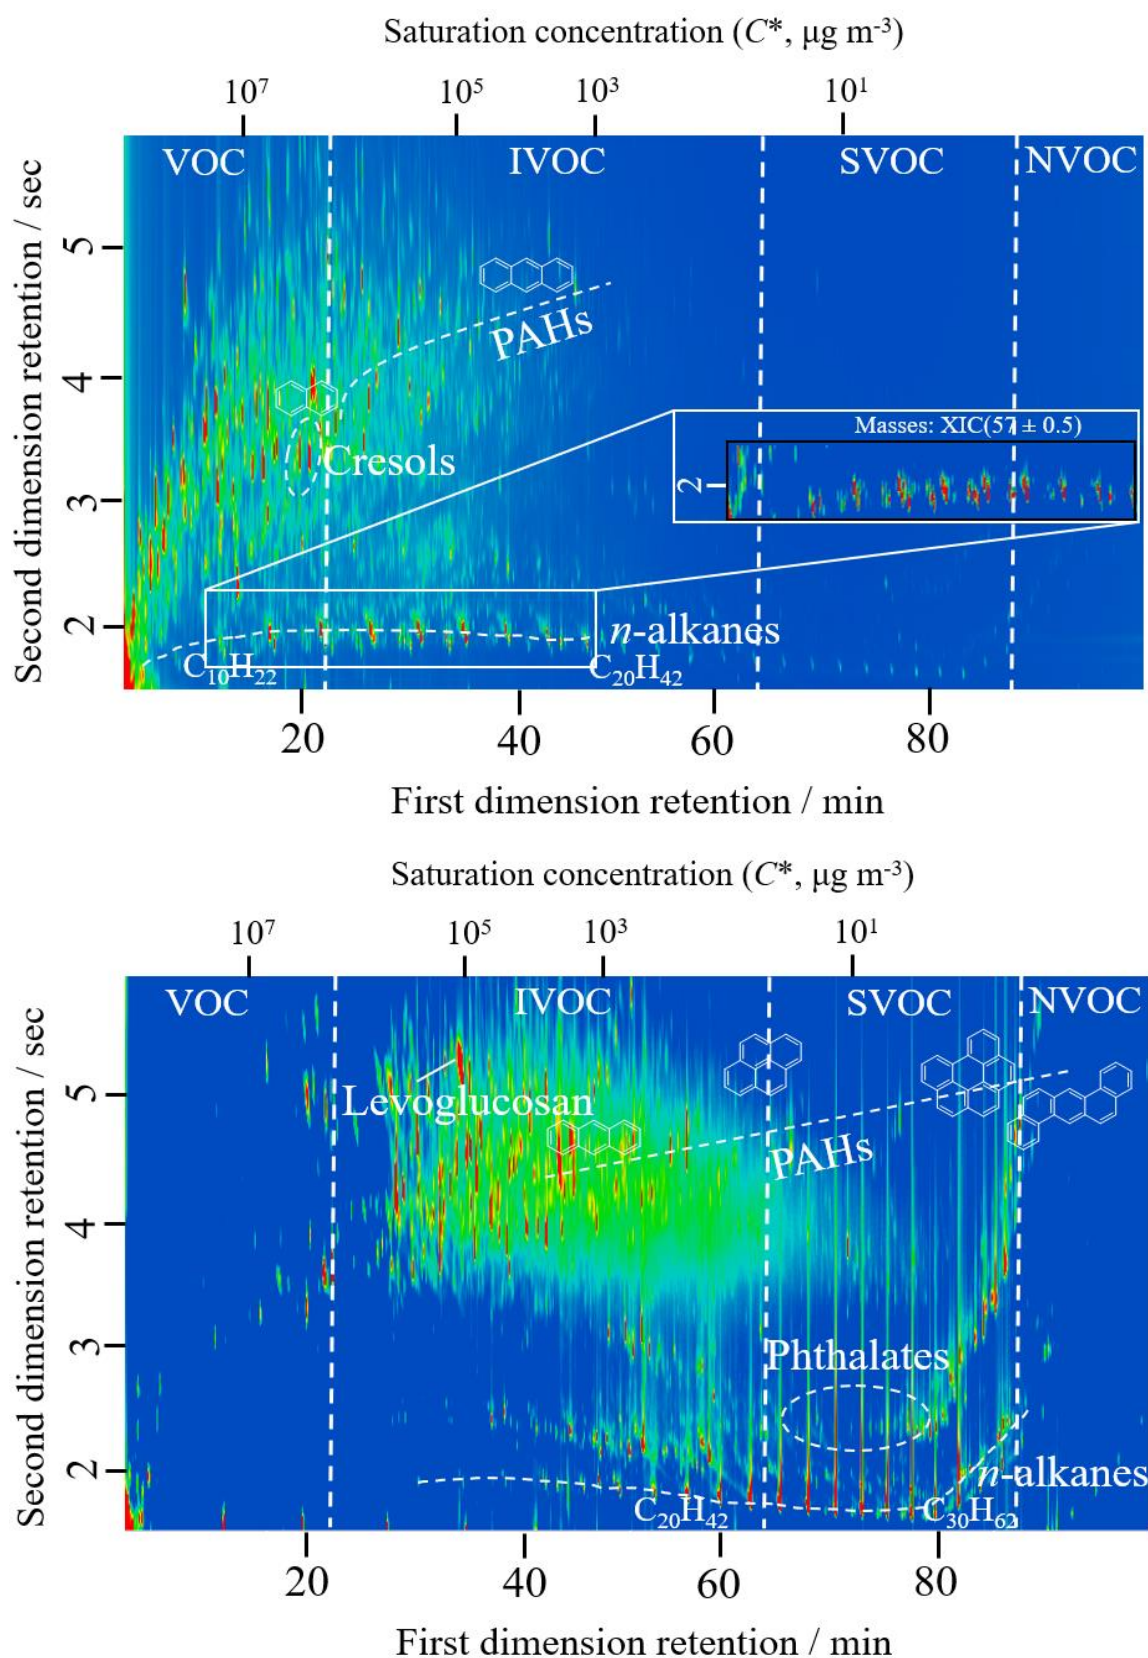 Saturation concentration (C*, μg m⁻³)
10⁷ 10⁵ 10³ 10¹
VOC IVOC SVOC NVOC
Second dimension retention / sec
5
4
3
2
PAHs
Cresols
Masses: XIC(57 ± 0.5)
2
n-alkanes
C₁₀H₂₂ C₂₀H₄₂
20 40 60 80
First dimension retention / min
Saturation concentration (C*, μg m⁻³)
10⁷ 10⁵ 10³ 10¹
VOC IVOC SVOC NVOC
Second dimension retention / sec
5
4
3
2
Levoglucosan
PAHs
Phthalates
n-alkanes
C₂₀H₄₂ C₃₀H₆₂
20 40 60 80
First dimension retention / min